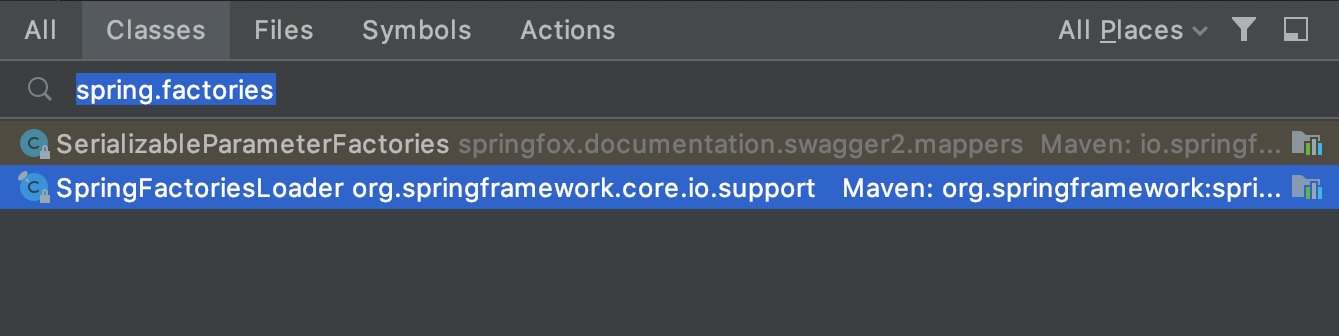 All Classes Files Symbols Actions All Places
spring.factories
SerializableParameterFactories springfox.documentation.swagger2.mappers Maven: io.springf...
SpringFactoriesLoader org.springframework.core.io.support Maven: org.springframework:spri...